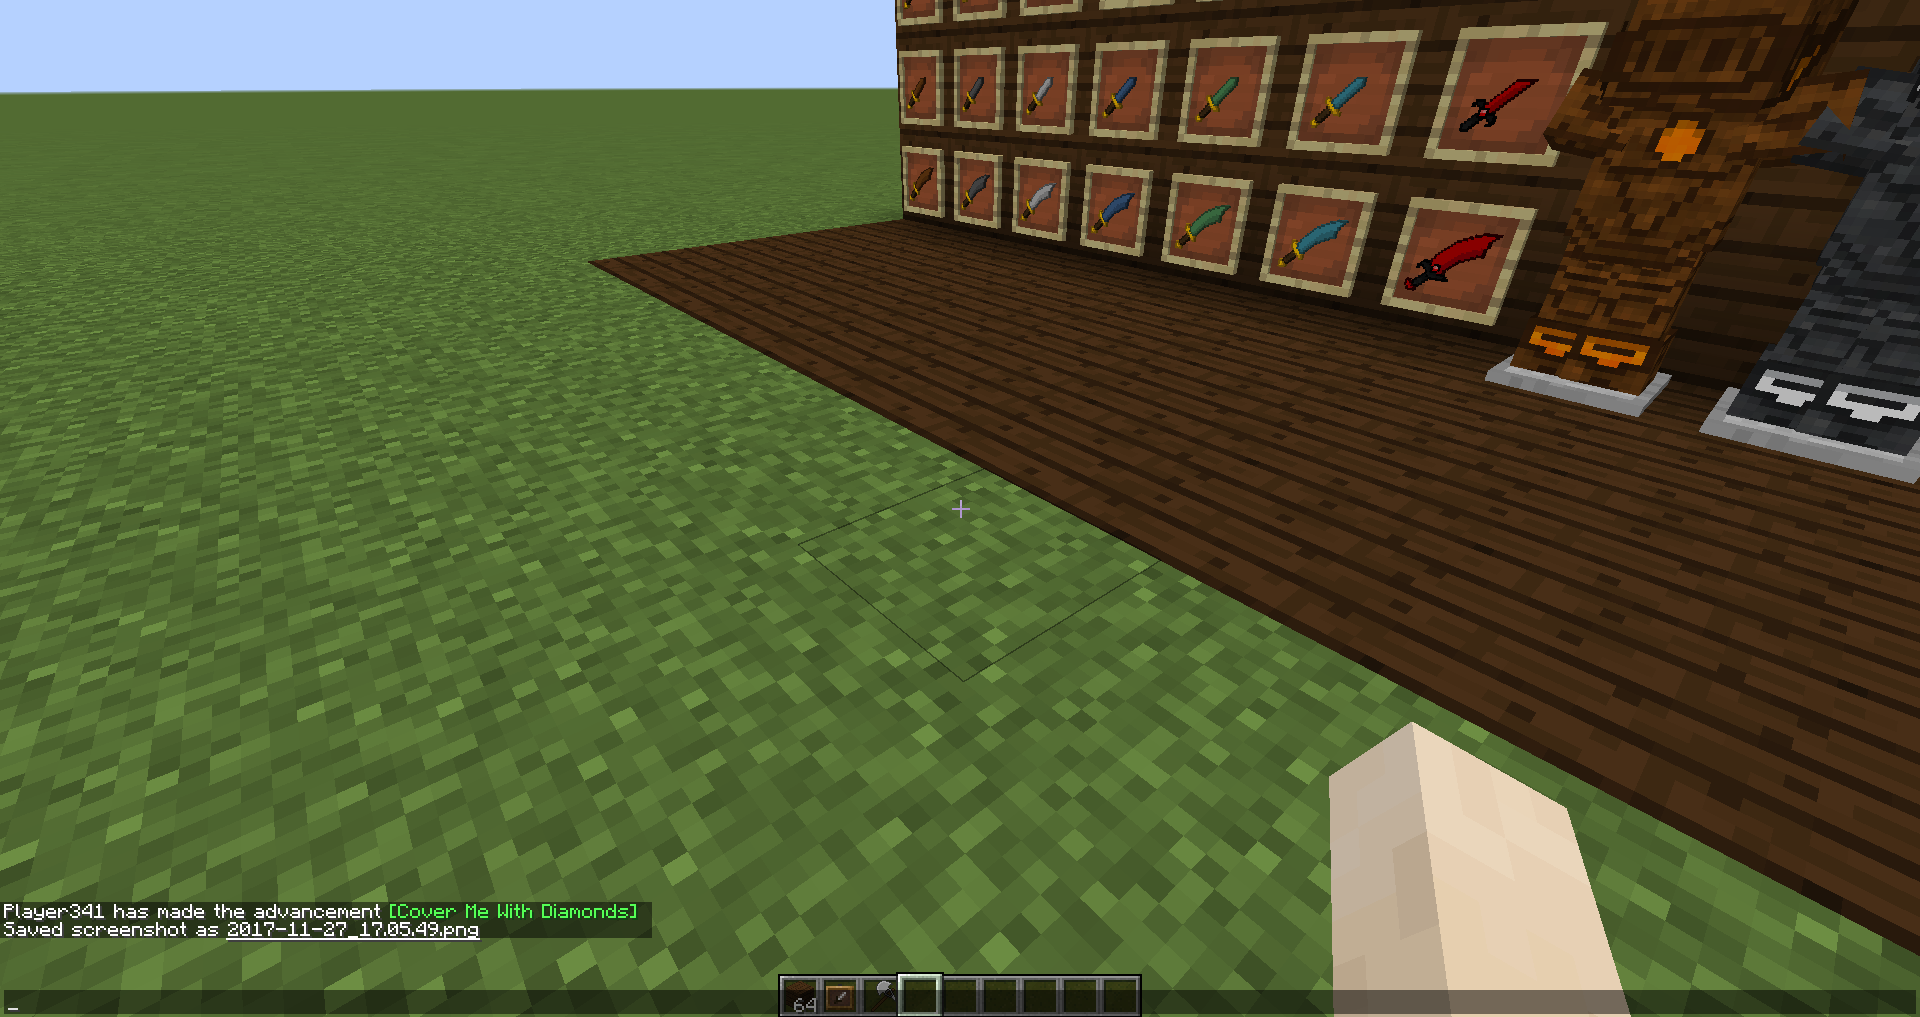 Player341 has made the advancement [Cover Me With Diamonds]
Saved screenshot as 2017-11-27_17.05.49.png
64
_